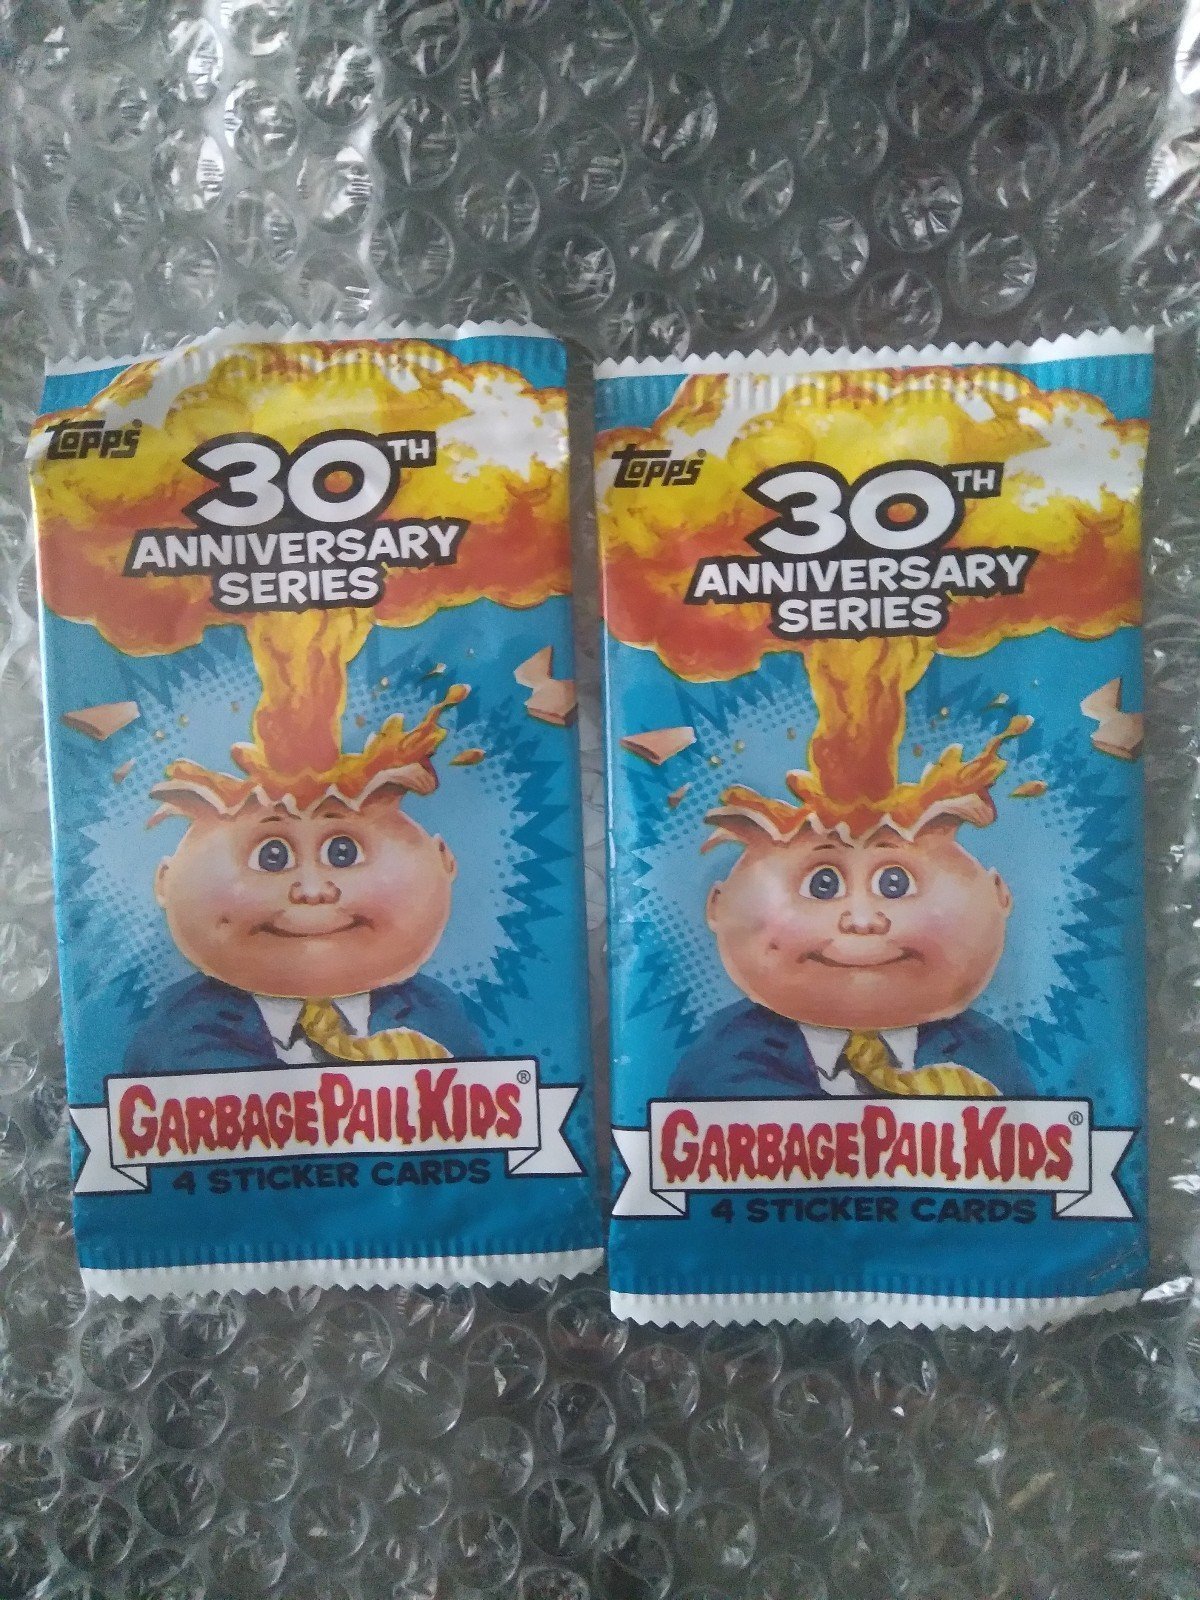 Topps®
30TH
ANNIVERSARY
SERIES
GARBAGE PAIL KIDS®
4 STICKER CARDS
Topps®
30TH
ANNIVERSARY
SERIES
GARBAGE PAIL KIDS®
4 STICKER CARDS